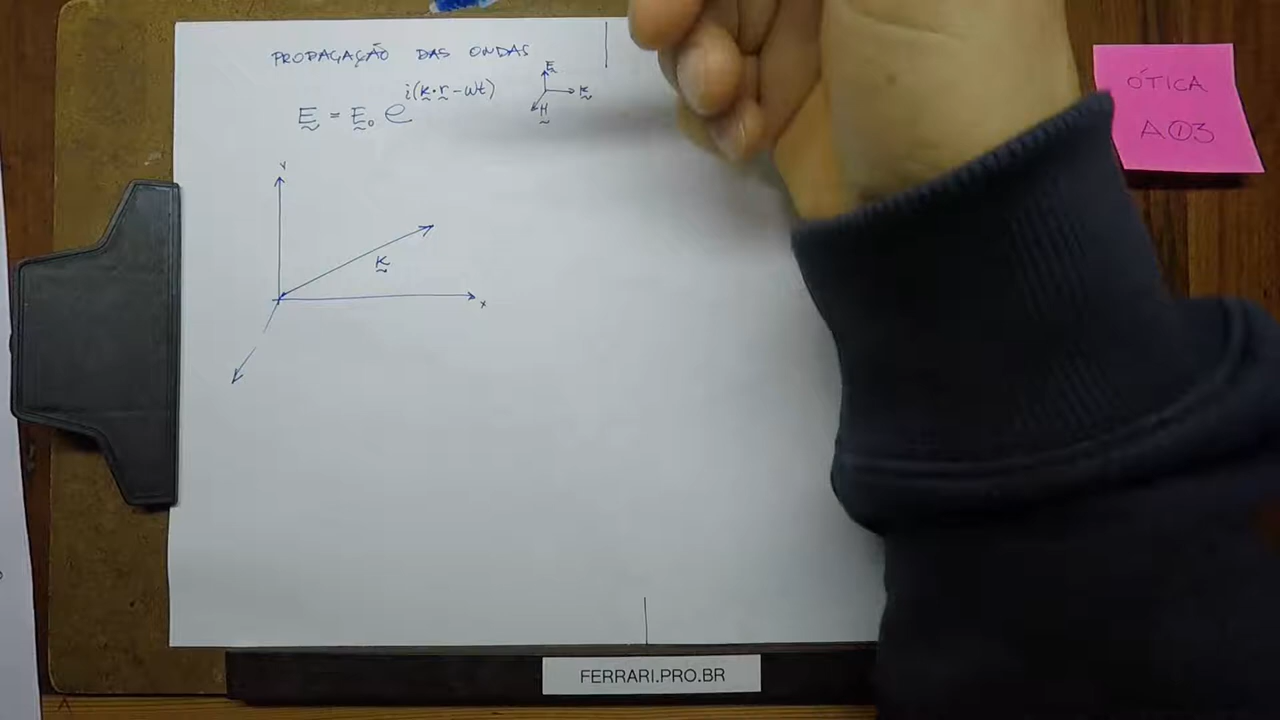 PROPAGAÇÃO DAS ONDAS
E = E₀ e^i(k·r-ωt)
E
k
H
y
k
x
ÓTICA
A03
FERRARI.PRO.BR